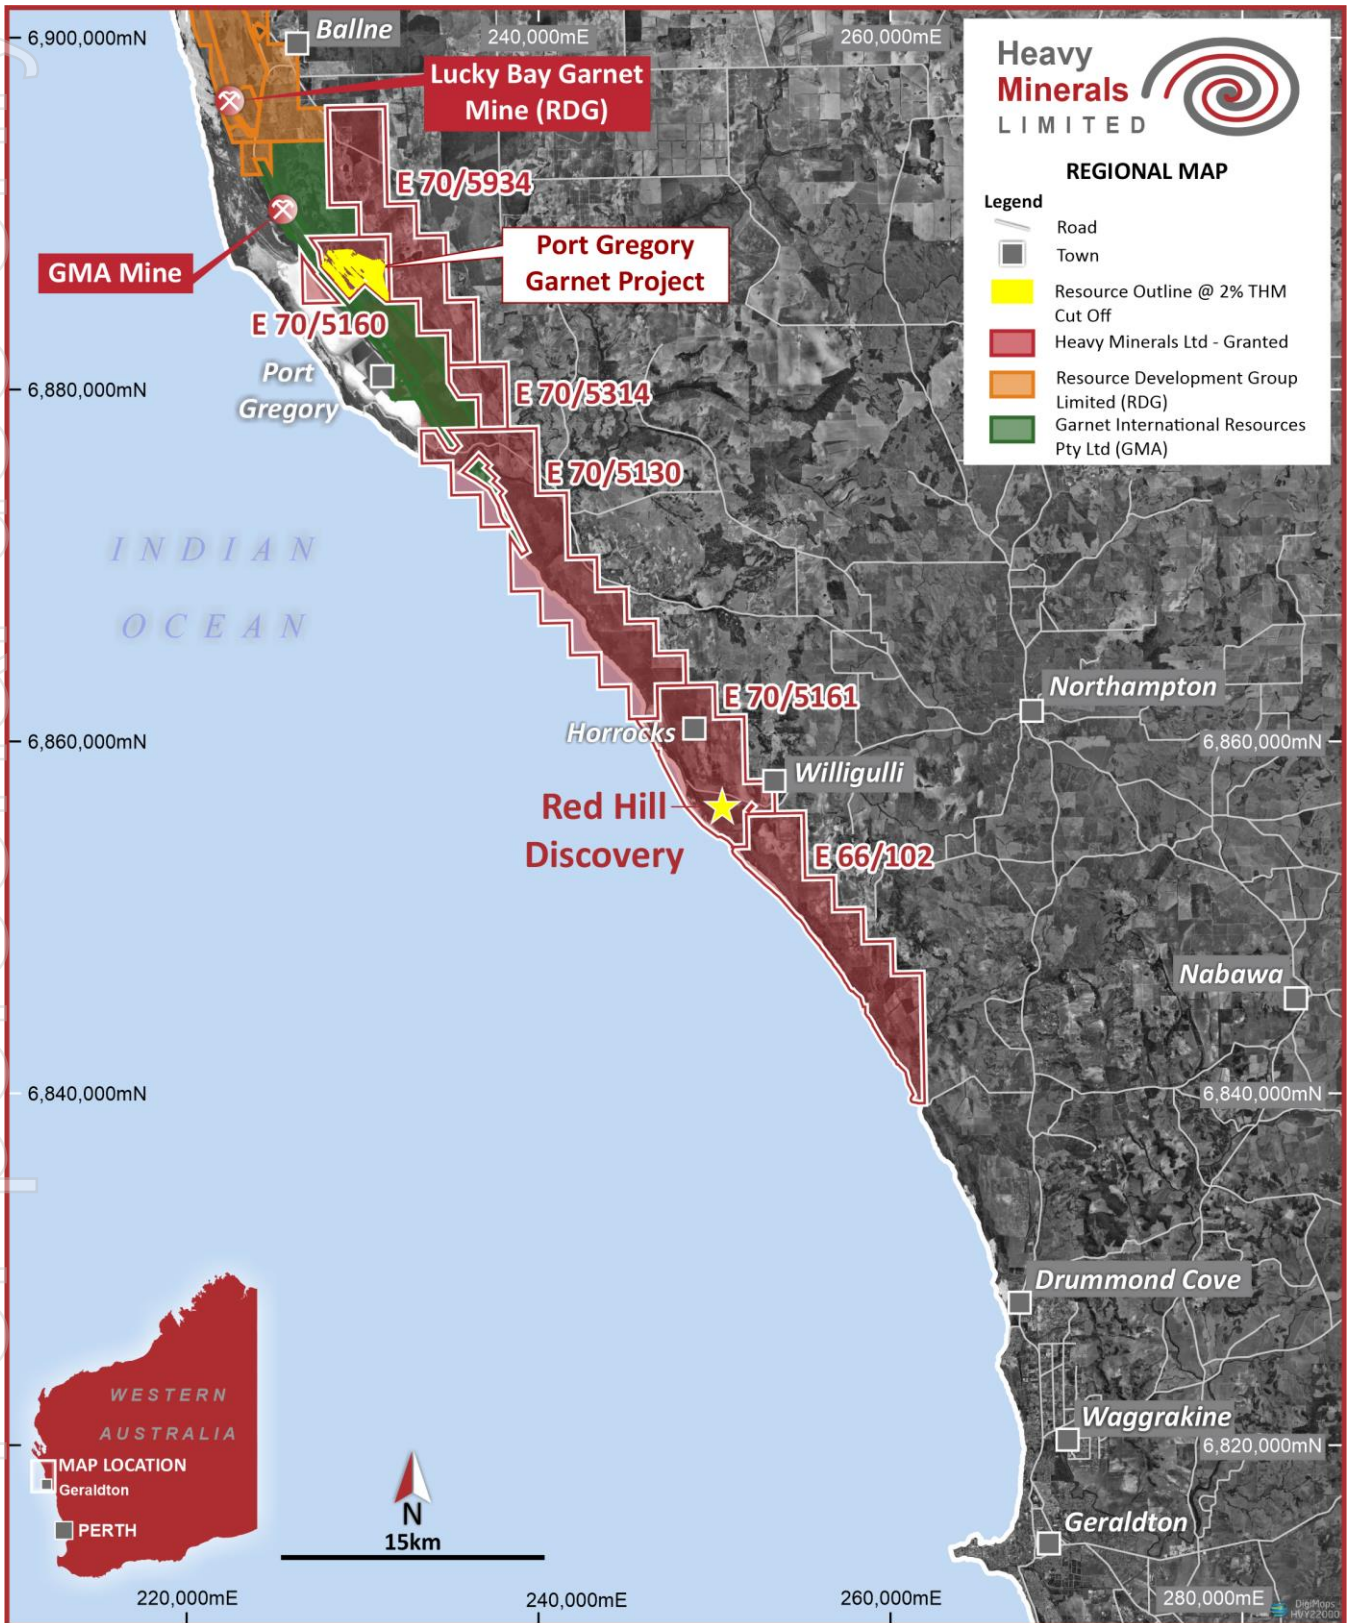 6,900,000mN
Ballne
240,000mE
260,000mE
Heavy
Minerals
LIMITED
REGIONAL MAP
Legend
Road
Town
Resource Outline @ 2% THM
Cut Off
Heavy Minerals Ltd - Granted
Resource Development Group
Limited (RDG)
Garnet International Resources
Pty Ltd (GMA)
Lucky Bay Garnet
Mine (RDG)
E 70/5934
GMA Mine
Port Gregory
Garnet Project
E 70/5160
Port
Gregory
6,880,000mN
E 70/5314
E 70/5130
INDIAN
OCEAN
E 70/5161
Northampton
Horrocks
6,860,000mN
6,860,000mN
Willigulli
Red Hill
Discovery
E 66/102
Nabawa
6,840,000mN
6,840,000mN
Drummond Cove
Waggrakine
6,820,000mN
Geraldton
WESTERN
AUSTRALIA
MAP LOCATION
Geraldton
PERTH
N
15km
220,000mE
240,000mE
260,000mE
280,000mE
DigiMaps